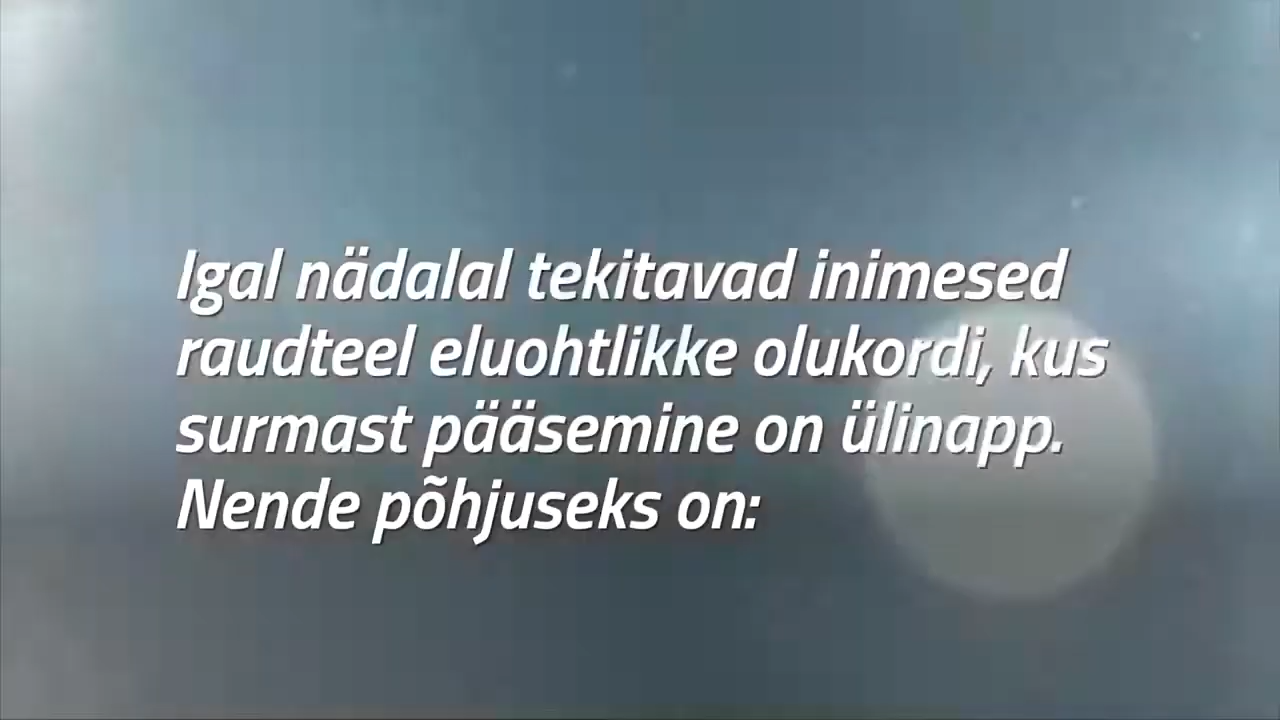 Igal nädalal tekitavad inimesed
raudteel eluohtlikke olukordi, kus
surmast pääsemine on ülinapp.
Nende põhjuseks on: